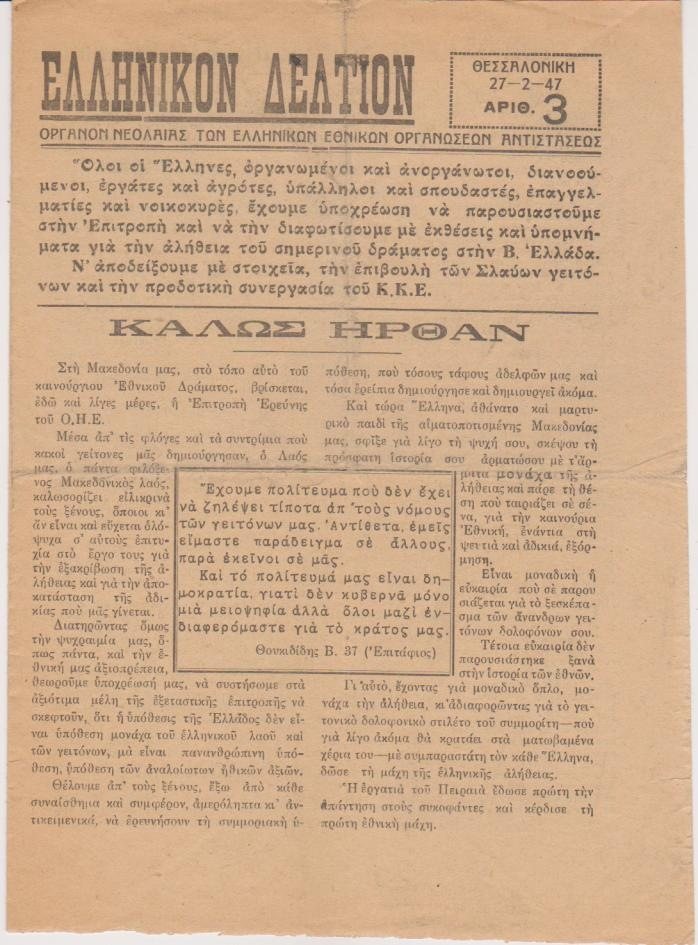 ΕΛΛΗΝΙΚΟΝ ΔΕΛΤΙΟΝ
ΘΕΣΣΑΛΟΝΙΚΗ
27-2-47
ΑΡΙΘ. 3
ΟΡΓΑΝΟΝ ΝΕΟΛΑΙΑΣ ΤΩΝ ΕΛΛΗΝΙΚΩΝ ΕΘΝΙΚΩΝ ΟΡΓΑΝΩΣΕΩΝ ΑΝΤΙΣΤΑΣΕΩΣ
Ὅλοι οἱ Ἕλληνες, ὀργανωμένοι καὶ ἀνοργάνωτοι, διανοού-
μενοι, ἐργάτες καὶ ἀγρότες, ὑπάλληλοι καὶ σπουδαστές, ἐπαγγελ-
ματίες καὶ νοικοκυρές, ἔχουμε ὑποχρέωση νὰ παρουσιαστοῦμε
στὴν Ἐπιτροπὴ καὶ νὰ τὴν διαφωτίσουμε μὲ ἐκθέσεις καὶ ὑπομνή-
ματα γιὰ τὴν ἀλήθεια τοῦ σημερινοῦ δράματος στὴν Β. Ἑλλάδα.
Ν' ἀποδείξουμε μὲ στοιχεῖα, τὴν ἐπιβουλὴ τῶν Σλαύων γειτό-
νων καὶ τὴν προδοτικὴ συνεργασία τοῦ Κ.Κ.Ε.
ΚΑΛΩΣ ΗΡΘΑΝ
Στὴ Μακεδονία μας, στὸ τόπο αὐτὸ τοῦ
καινούργιου Ἐθνικοῦ Δράματος, βρίσκεται,
ἐδῶ καὶ λίγες μέρες, ἡ Ἐπιτροπὴ Ἐρεύνης
τοῦ Ο.Η.Ε.
Μέσα ἀπ' τὶς φλόγες καὶ τὰ συντρίμια ποὺ
κακοὶ γείτονες μᾶς δημιούργησαν, ὁ Λαός
μας, ὁ πάντα φιλόξε-
νος Μακεδονικὸς λαός,
καλωσορίζει εἰλικρινὰ
τοὺς ξένους, ὅποιοι κι'
ἂν εἶναι καὶ εὔχεται ὁλό-
ψυχα σ' αὐτοὺς ἐπιτυ-
χία στὸ ἔργο τους γιὰ
τὴν ἐξακρίβωση τῆς ἀ-
λήθειας καὶ γιὰ τὴν ἀπο-
κατάσταση τῆς ἀδι-
κίας ποὺ μᾶς γίνεται.
Διατηρῶντας ὅμως
τὴν ψυχραιμία μας, ὅ-
πως πάντα, καὶ τὴν ἐ-
θνική μας ἀξιοπρέπεια,
θεωροῦμε ὑποχρέωσή μας, νὰ συστήσωμε στὰ
ἀξιότιμα μέλη τῆς ἐξεταστικῆς ἐπιτροπῆς νὰ
σκεφτοῦν, ὅτι ἡ ὑπόθεσις τῆς Ἑλλάδος δὲν εἶ-
ναι ὑπόθεση μονάχα τοῦ ἑλληνικοῦ λαοῦ καὶ
τῶν γειτόνων, μὰ εἶναι πανανθρώπινη ὑπό-
θεση, ὑπόθεση τῶν ἀναλοίωτων ἠθικῶν ἀξιῶν.
Θέλουμε ἀπ' τοὺς ξένους, ἔξω ἀπὸ κάθε
συναίσθημα καὶ συμφέρον, ἀμερόληπτα κι' ἀν-
τικειμενικά, νὰ ἐρευνήσουν τὴ συμμοριακὴ ὑ-
Ἔχουμε πολίτευμα ποὺ δὲν ἔχει
νὰ ζηλέψει τίποτα ἀπ' τοὺς νόμους
τῶν γειτόνων μας. Ἀντίθετα, ἐμεῖς
εἴμαστε παράδειγμα σὲ ἄλλους,
παρὰ ἐκεῖνοι σὲ μᾶς.
Καὶ τὸ πολίτευμά μας εἶναι δη-
μοκρατία, γιατὶ δὲν κυβερνᾶ μόνο
μιὰ μειοψηφία ἀλλὰ ὅλοι μαζὶ ἐν-
διαφερόμαστε γιὰ τὸ κράτος μας.
Θουκιδίδης Β. 37 (Ἐπιτάφιος)
πόθεση, ποὺ τόσους τάφους ἀδελφῶν μας καὶ
τόσα ἐρείπια δημιούργησε καὶ δημιουργεῖ ἀκόμα.
Καὶ τώρα Ἕλληνα, ἀθάνατο καὶ μαρτυ-
ρικὸ παιδὶ τῆς αἱματοποτισμένης Μακεδονίας
μας, σφίξε γιὰ λίγο τὴ ψυχή σου, σκέψου τὴ
πρόσφατη ἱστορία σου ἁρματώσου μὲ τ' ἅρ-
ματα μονάχα τῆς ἀ-
λήθειας καὶ πάρε τὴ θέ-
ση ποὺ ταιριάζει σὲ σέ-
να, γιὰ τὴν καινούρια
Ἐθνική, ἐνάντια στὴ
ψευτιὰ καὶ ἀδικιά, ἐξόρ-
μηση.
Εἶναι μοναδικὴ ἡ
εὐκαιρία ποὺ σὲ παρου
σιάζεται γιὰ τὸ ξεσκέπα-
σμα τῶν ἄνανδρων γει-
τόνων δολοφόνων σου.
Τέτοια εὐκαιρία δὲν
παρουσιάστηκε ξανὰ
στὴν ἱστορία τῶν ἐθνῶν.
Γι' αὐτό, ἔχοντας γιὰ μοναδικὸ ὅπλο, μο-
νάχα τὴν ἀλήθεια, κι' ἀδιαφορῶντας γιὰ τὸ γει-
τονικὸ δολοφονικὸ στιλέτο τοῦ συμμορίτη—ποὺ
γιὰ λίγο ἀκόμα θὰ κρατάει στὰ ματωβαμένα
χέρια του—μὲ συμπαραστάτη τὸν κάθε Ἕλληνα,
δῶσε τὴ μάχη τῆς ἑλληνικῆς ἀλήθειας.
Ἡ ἐργατιὰ τοῦ Πειραιᾶ ἔδωσε πρώτη τὴν
ἀπάντηση στοὺς συκοφάντες καὶ κέρδισε τὴ
πρώτη ἐθνικὴ μάχη.